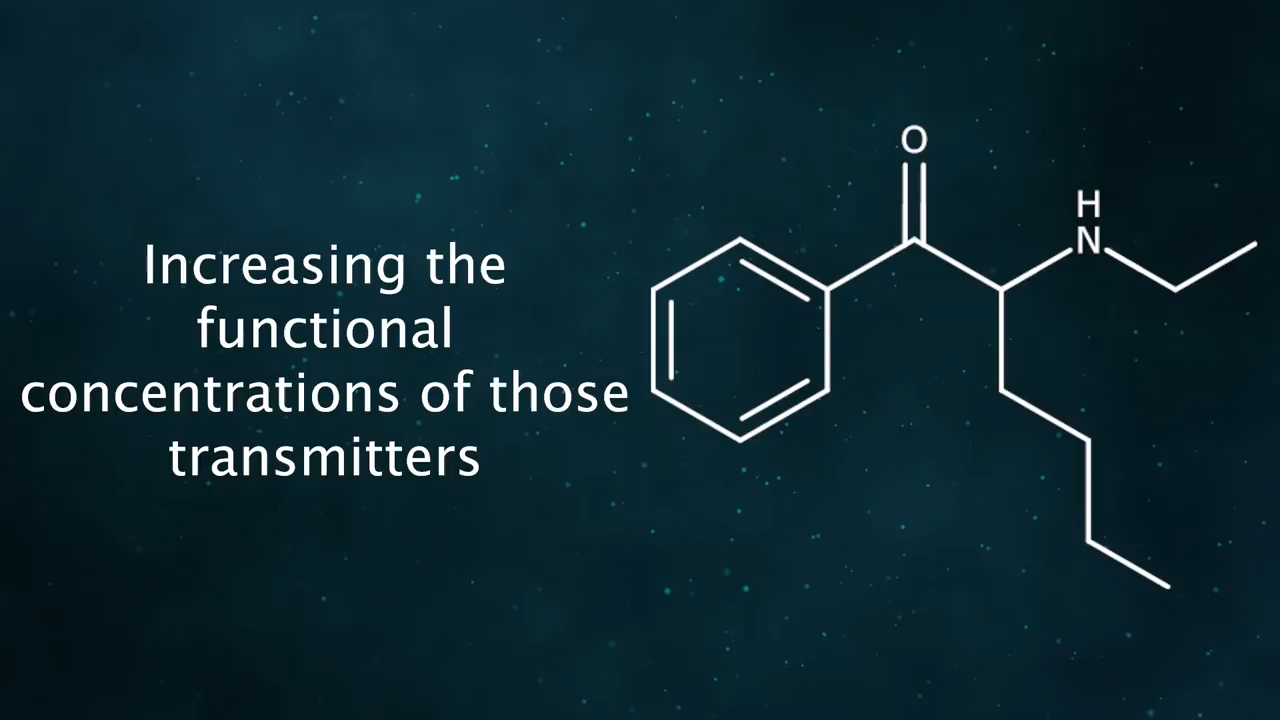 Increasing the
functional
concentrations of those
transmitters
O
H
N